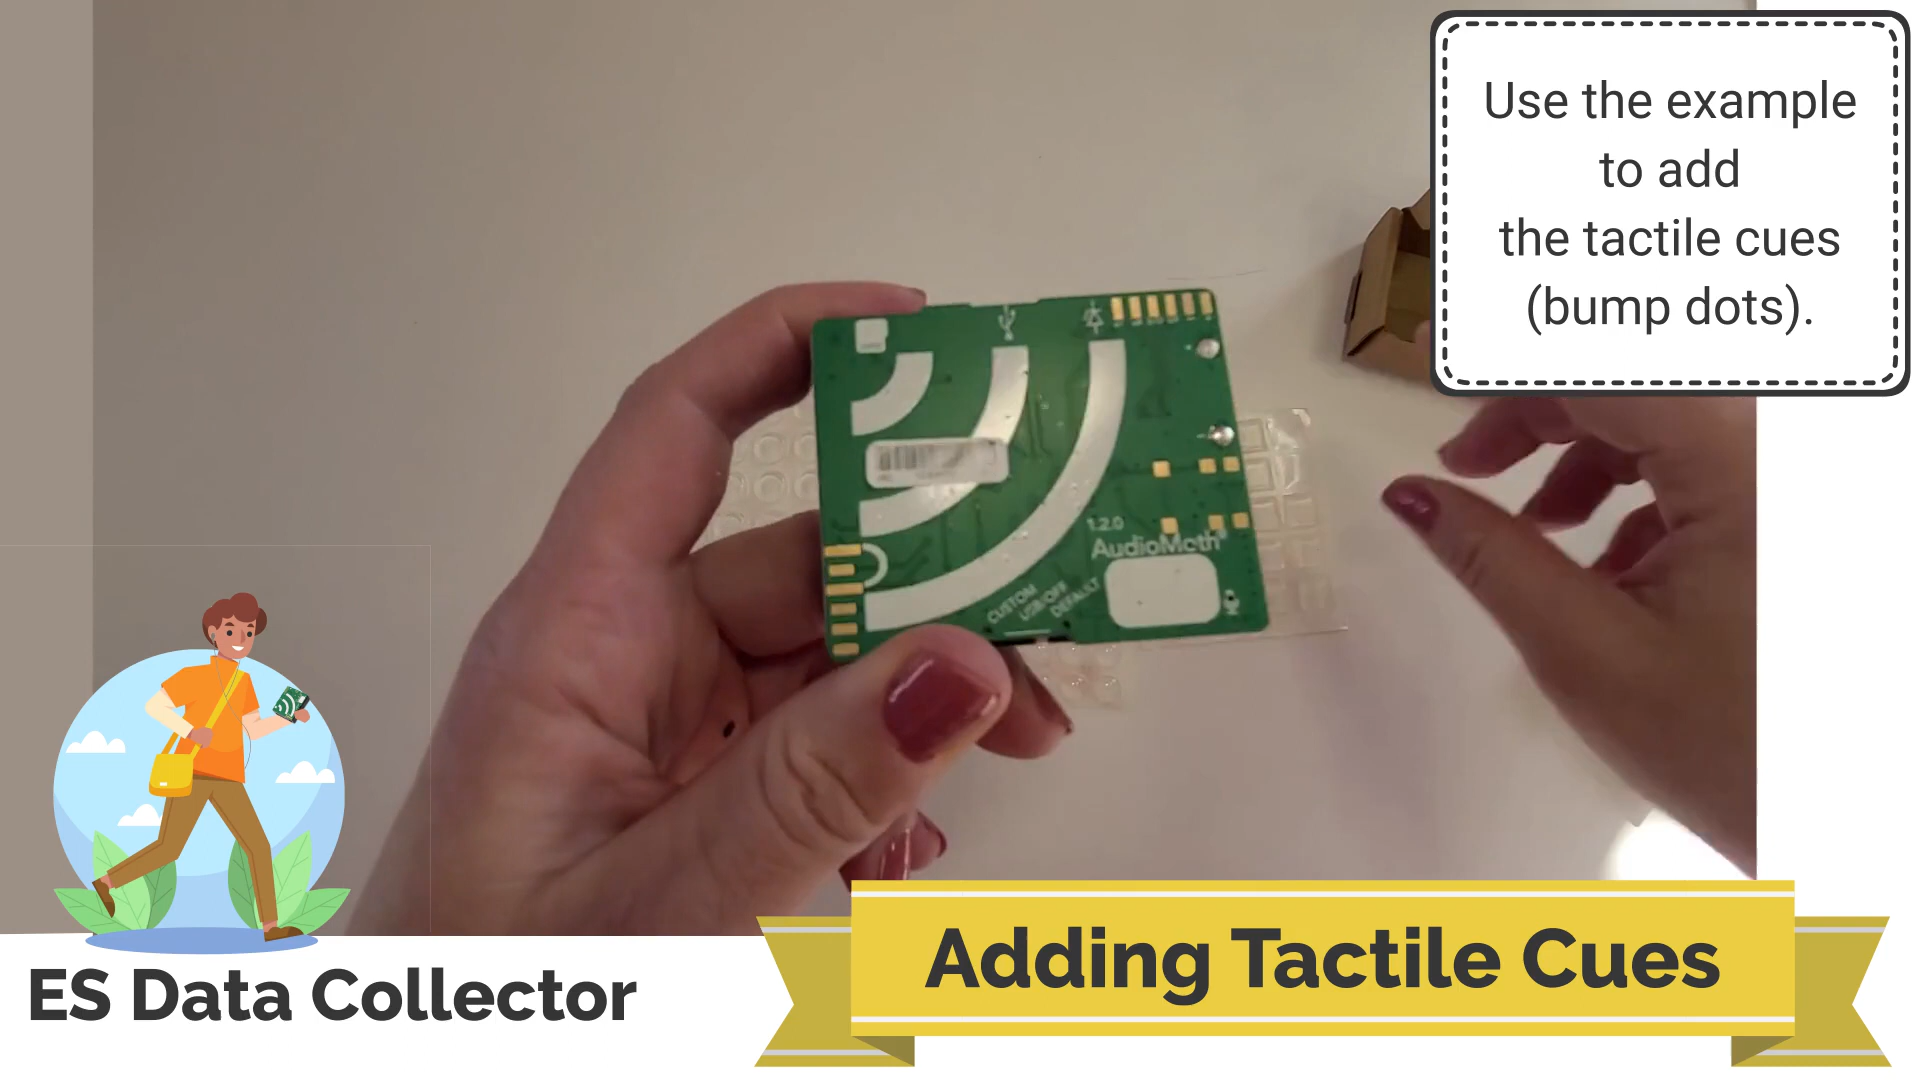 Use the example
to add
the tactile cues
(bump dots).
1.2.0
AudioMoth®
CUSTOM
USB/OFF
DEFAULT
ES Data Collector
Adding Tactile Cues